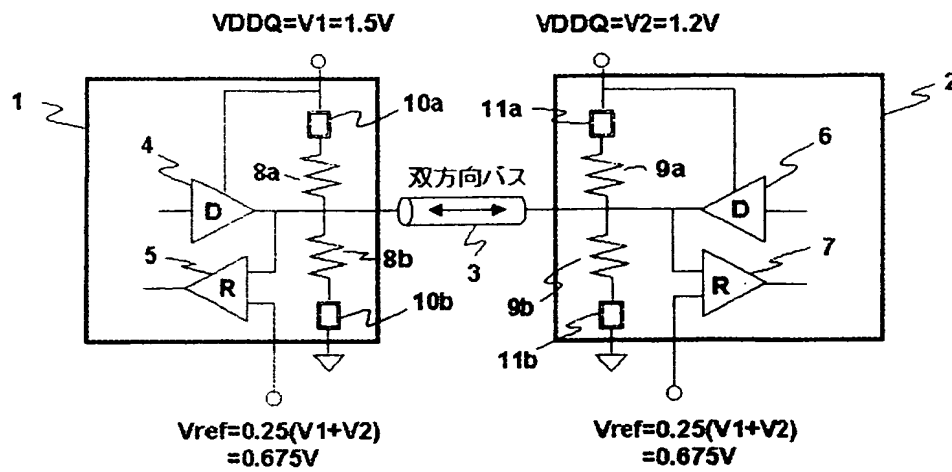 VDDQ=V1=1.5V
VDDQ=V2=1.2V
1
10a
11a
2
4
8a
双方向バス
9a
6
D
D
5
8b
3
7
R
R
10b
9b
11b
Vref=0.25(V1+V2)
=0.675V
Vref=0.25(V1+V2)
=0.675V